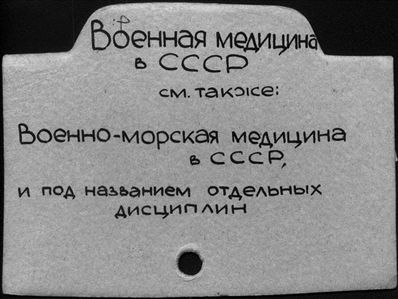 Военная медицина
в СССР
см. также:
Военно-морская медицина
в СССР,
и под названием отдельных
дисциплин